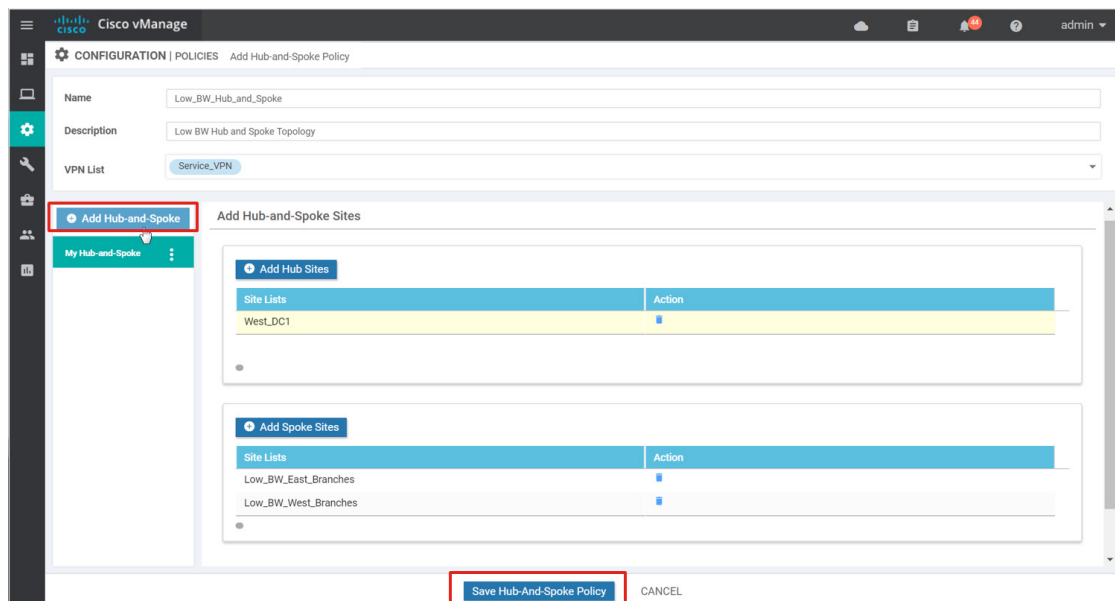 cisco Cisco vManage 44 admin
CONFIGURATION | POLICIES Add Hub-and-Spoke Policy
Name Low_BW_Hub_and_Spoke
Description Low BW Hub and Spoke Topology
VPN List Service_VPN
Add Hub-and-Spoke
My Hub-and-Spoke
Add Hub-and-Spoke Sites
Add Hub Sites
Site Lists Action
West_DC1
Add Spoke Sites
Site Lists Action
Low_BW_East_Branches
Low_BW_West_Branches
Save Hub-And-Spoke Policy CANCEL